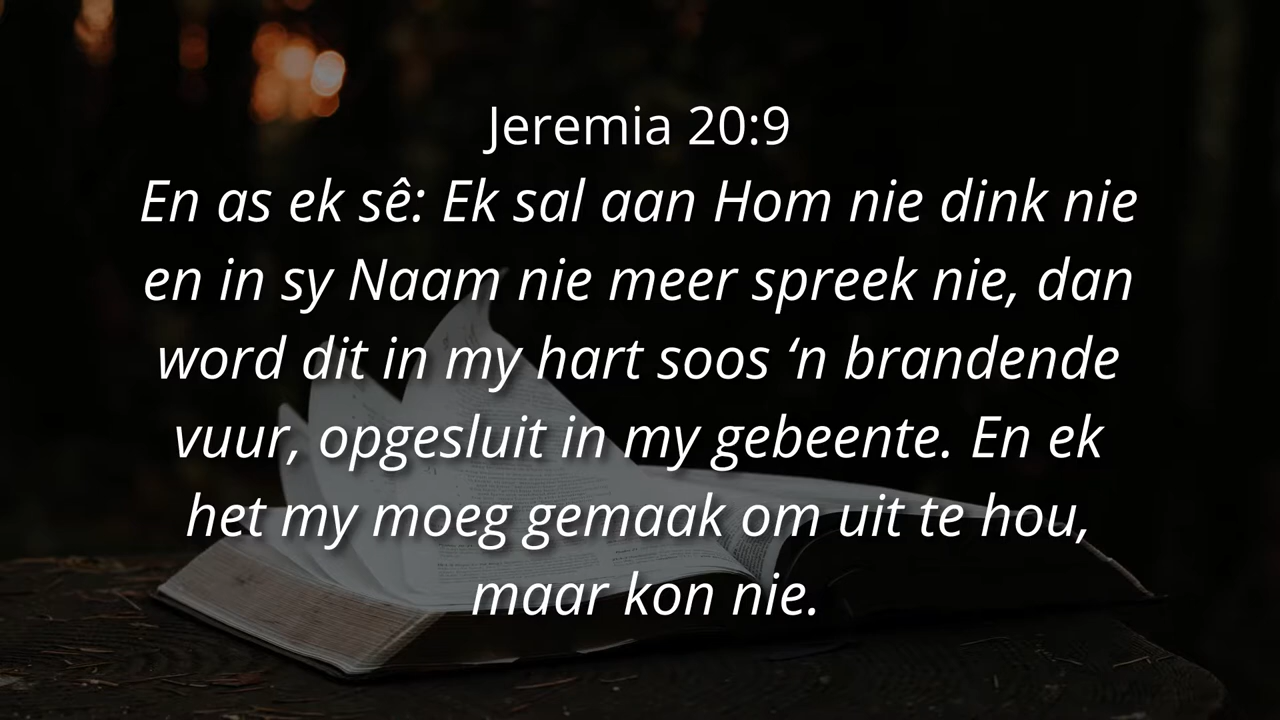 Jeremia 20:9
En as ek sê: Ek sal aan Hom nie dink nie
en in sy Naam nie meer spreek nie, dan
word dit in my hart soos ‘n brandende
vuur, opgesluit in my gebeente. En ek
het my moeg gemaak om uit te hou,
maar kon nie.